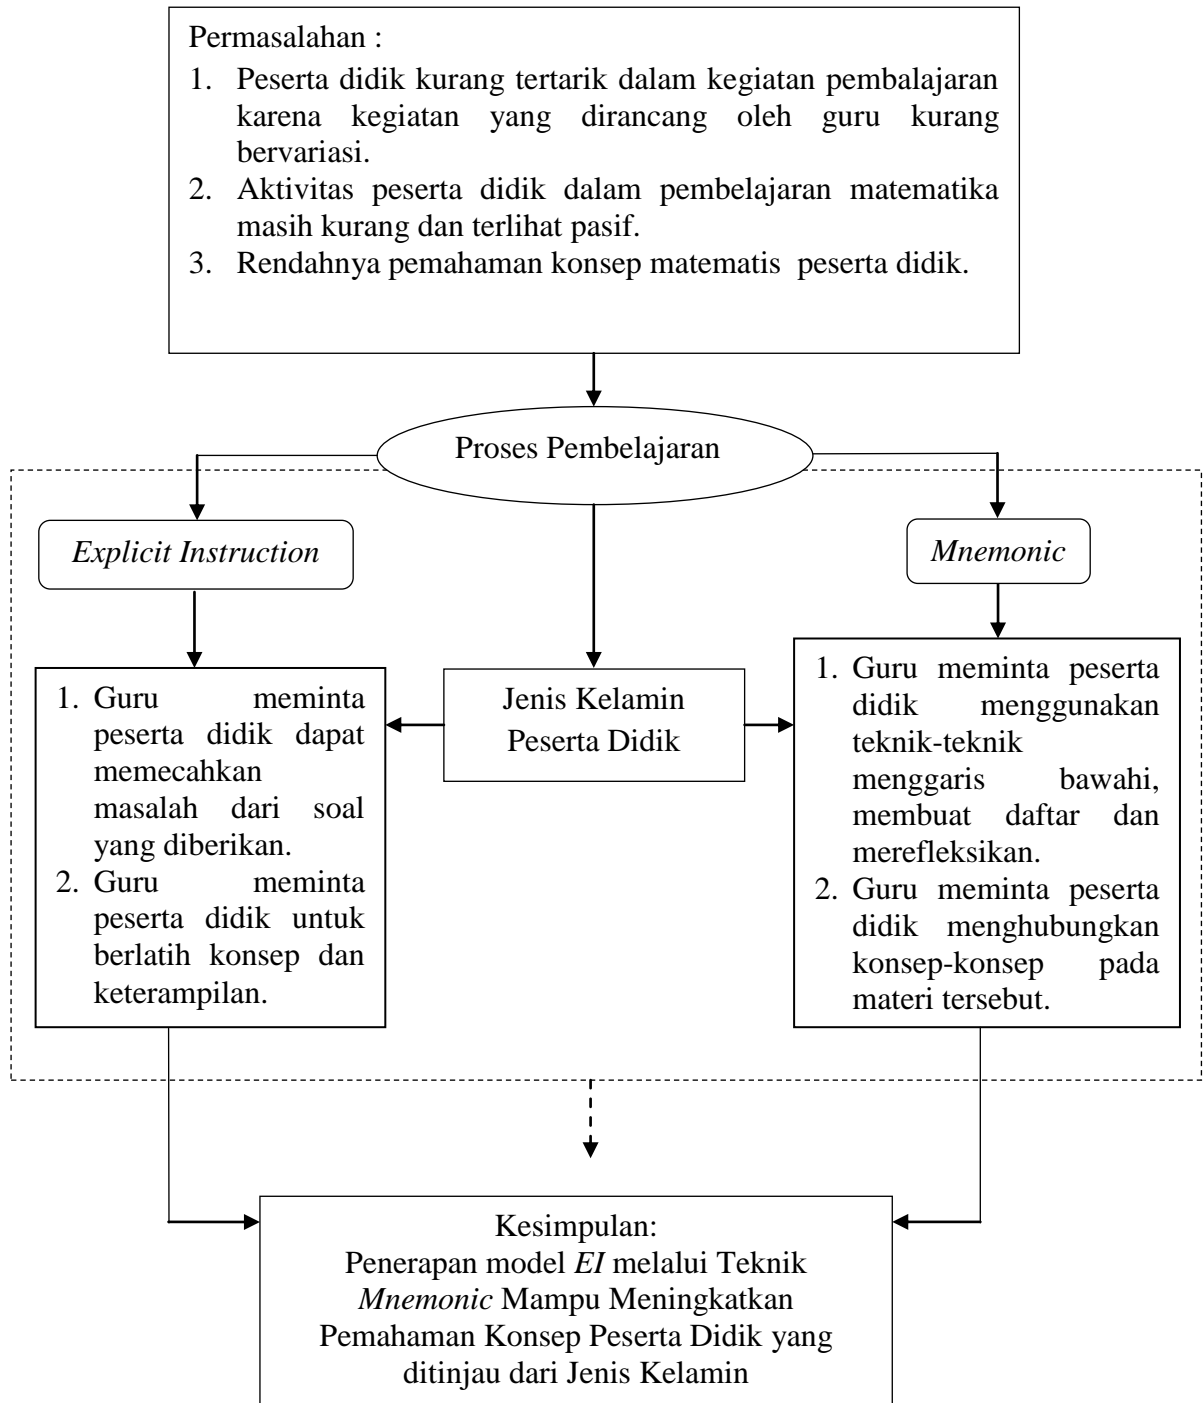 Permasalahan :
1. Peserta didik kurang tertarik dalam kegiatan pembalajaran
karena kegiatan yang dirancang oleh guru kurang
bervariasi.
2. Aktivitas peserta didik dalam pembelajaran matematika
masih kurang dan terlihat pasif.
3. Rendahnya pemahaman konsep matematis peserta didik.
Proses Pembelajaran
Explicit Instruction
Mnemonic
1. Guru meminta
peserta didik dapat
memecahkan
masalah dari soal
yang diberikan.
2. Guru meminta
peserta didik untuk
berlatih konsep dan
keterampilan.
Jenis Kelamin
Peserta Didik
1. Guru meminta peserta
didik menggunakan
teknik-teknik
menggaris bawahi,
membuat daftar dan
merefleksikan.
2. Guru meminta peserta
didik menghubungkan
konsep-konsep pada
materi tersebut.
Kesimpulan:
Penerapan model EI melalui Teknik
Mnemonic Mampu Meningkatkan
Pemahaman Konsep Peserta Didik yang
ditinjau dari Jenis Kelamin